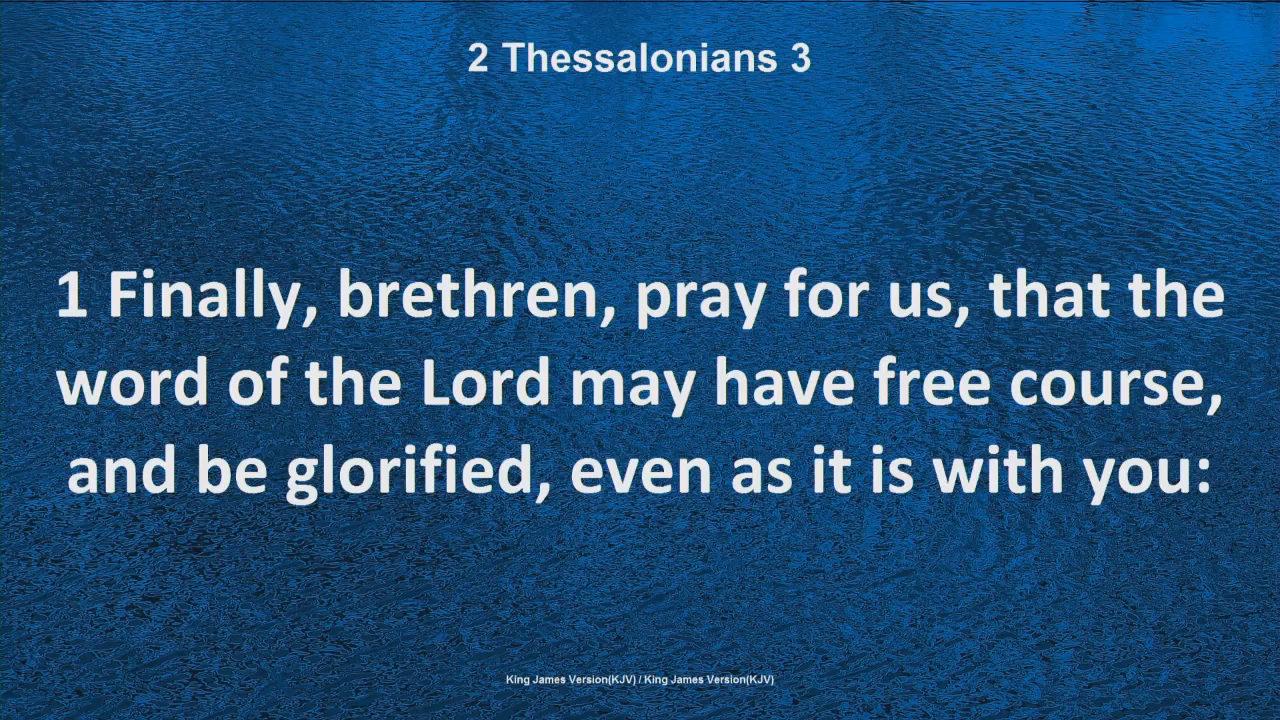 2 Thessalonians 3
1 Finally, brethren, pray for us, that the
word of the Lord may have free course,
and be glorified, even as it is with you:
King James Version(KJV) / King James Version(KJV)